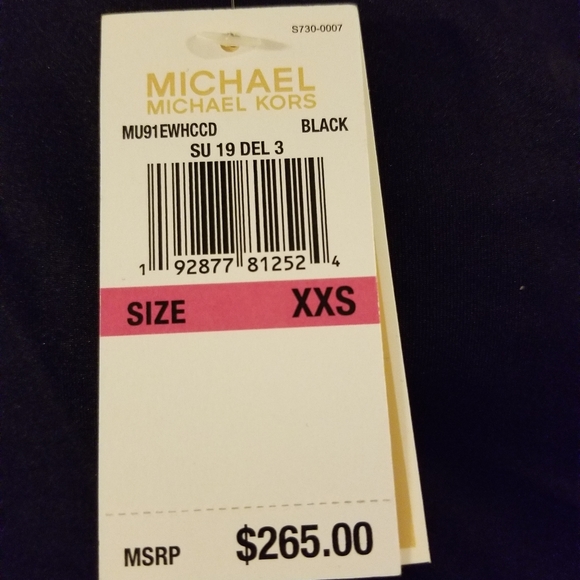 S730-0007
MICHAEL
MICHAEL KORS
MU91EWHCCD BLACK
SU 19 DEL 3
1 92877 81252 4
SIZE XXS
MSRP $265.00